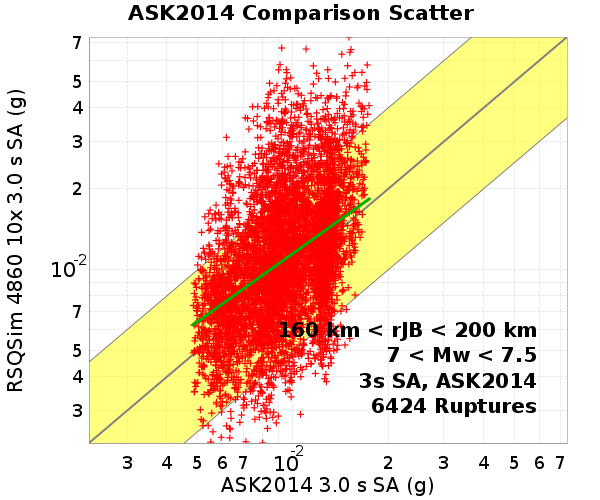 ASK2014 Comparison Scatter
RSQSim 4860 10x 3.0 s SA (g)
7
5
4
3
2
10-2
7
5
4
3
160 km < rJB < 200 km
7 < Mw < 7.5
3s SA, ASK2014
6424 Ruptures
3 4 5 6 7 10-2 2 3 4 5 6 7
ASK2014 3.0 s SA (g)